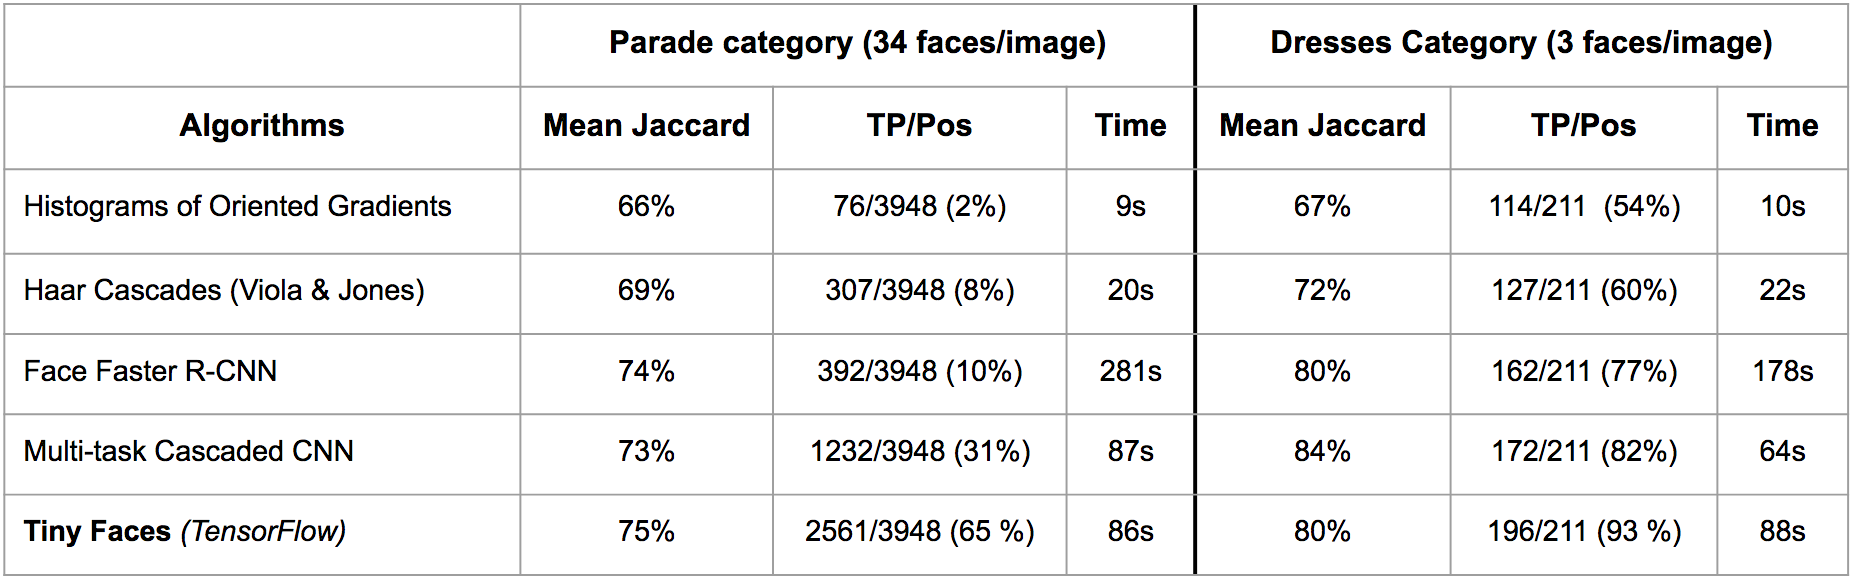 Parade category (34 faces/image) Dresses Category (3 faces/image)
Algorithms Mean Jaccard TP/Pos Time Mean Jaccard TP/Pos Time
Histograms of Oriented Gradients 66% 76/3948 (2%) 9s 67% 114/211 (54%) 10s
Haar Cascades (Viola & Jones) 69% 307/3948 (8%) 20s 72% 127/211 (60%) 22s
Face Faster R-CNN 74% 392/3948 (10%) 281s 80% 162/211 (77%) 178s
Multi-task Cascaded CNN 73% 1232/3948 (31%) 87s 84% 172/211 (82%) 64s
Tiny Faces (TensorFlow) 75% 2561/3948 (65 %) 86s 80% 196/211 (93 %) 88s